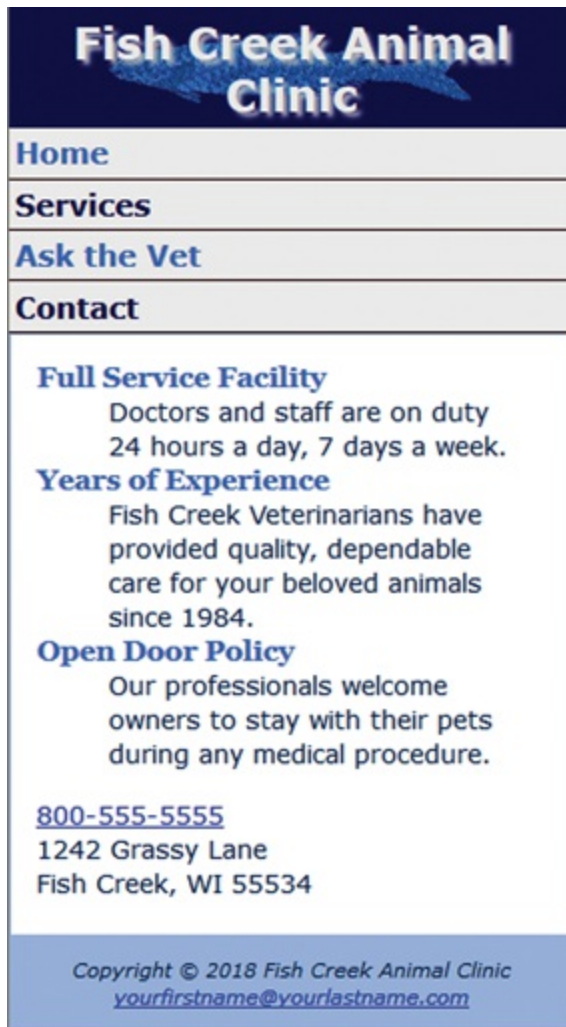 Fish Creek Animal
Clinic
Home
Services
Ask the Vet
Contact
Full Service Facility
Doctors and staff are on duty
24 hours a day, 7 days a week.
Years of Experience
Fish Creek Veterinarians have
provided quality, dependable
care for your beloved animals
since 1984.
Open Door Policy
Our professionals welcome
owners to stay with their pets
during any medical procedure.
800-555-5555
1242 Grassy Lane
Fish Creek, WI 55534
Copyright © 2018 Fish Creek Animal Clinic
yourfirstname@yourlastname.com